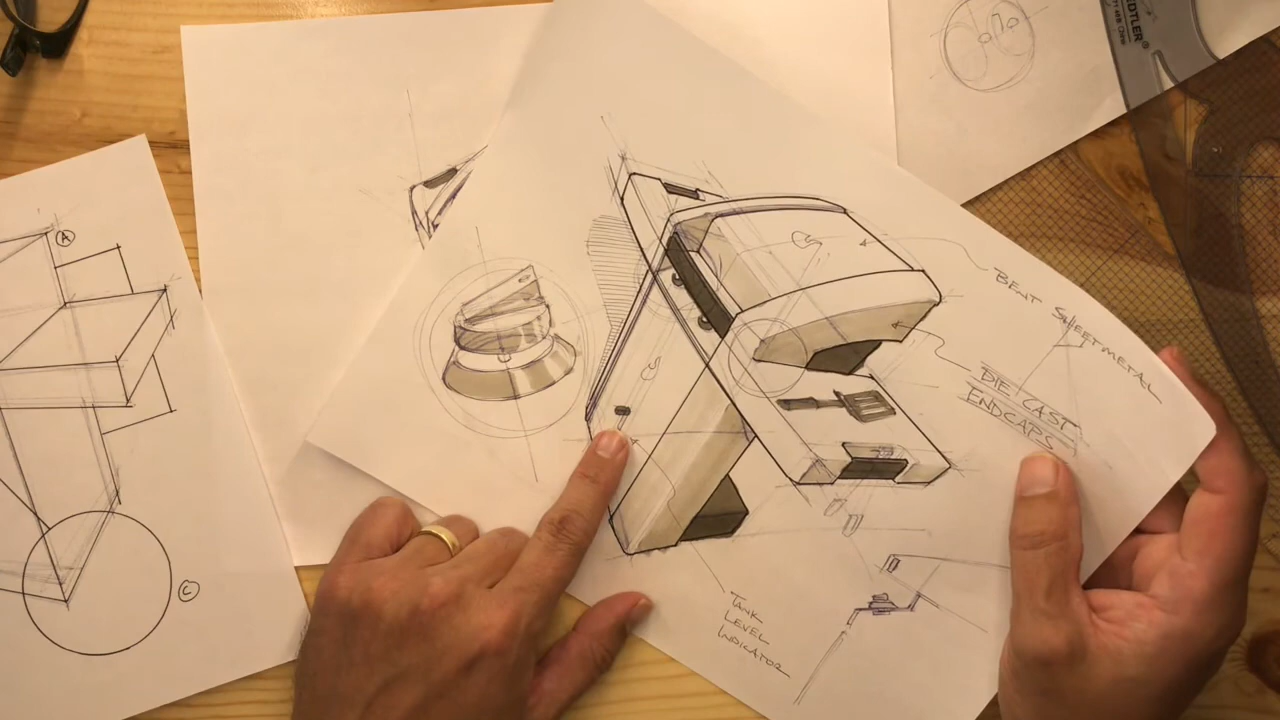 A
C
BENT SHEETMETAL
DIE CAST
ENDCAPS
TANK
LEVEL
INDICATOR